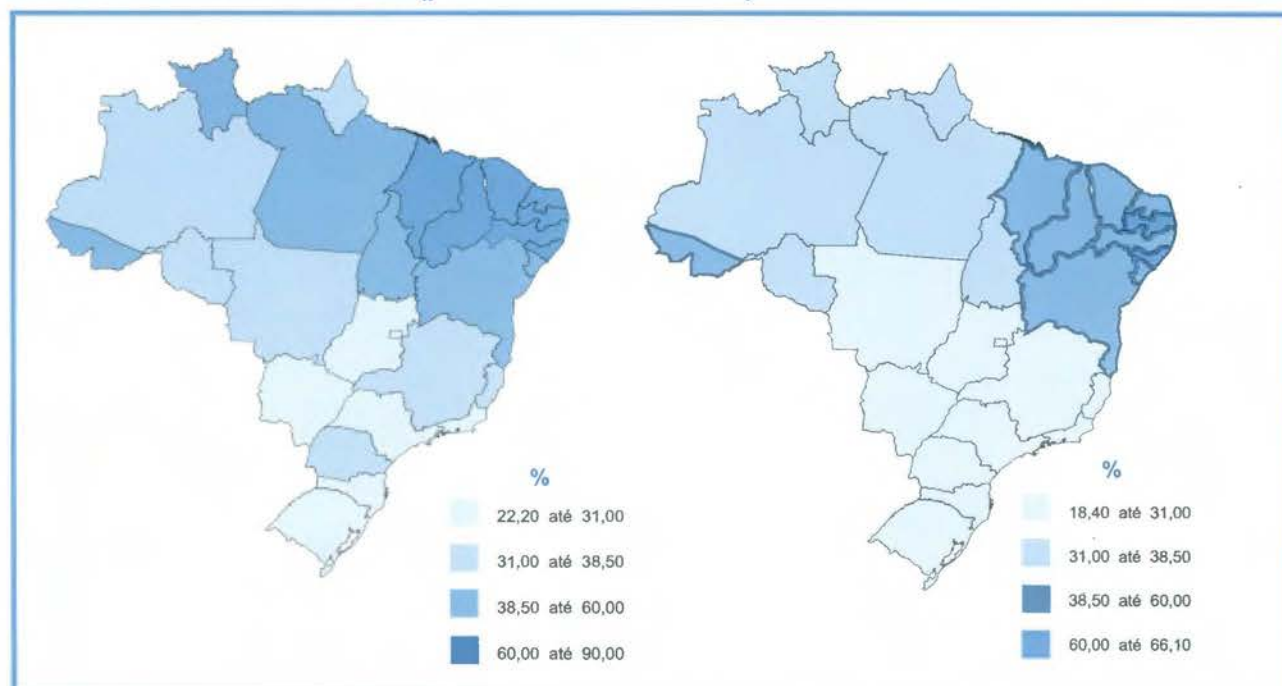 %
22,20 até 31,00
31,00 até 38,50
38,50 até 60,00
60,00 até 90,00
%
18,40 até 31,00
31,00 até 38,50
38,50 até 60,00
60,00 até 66,10